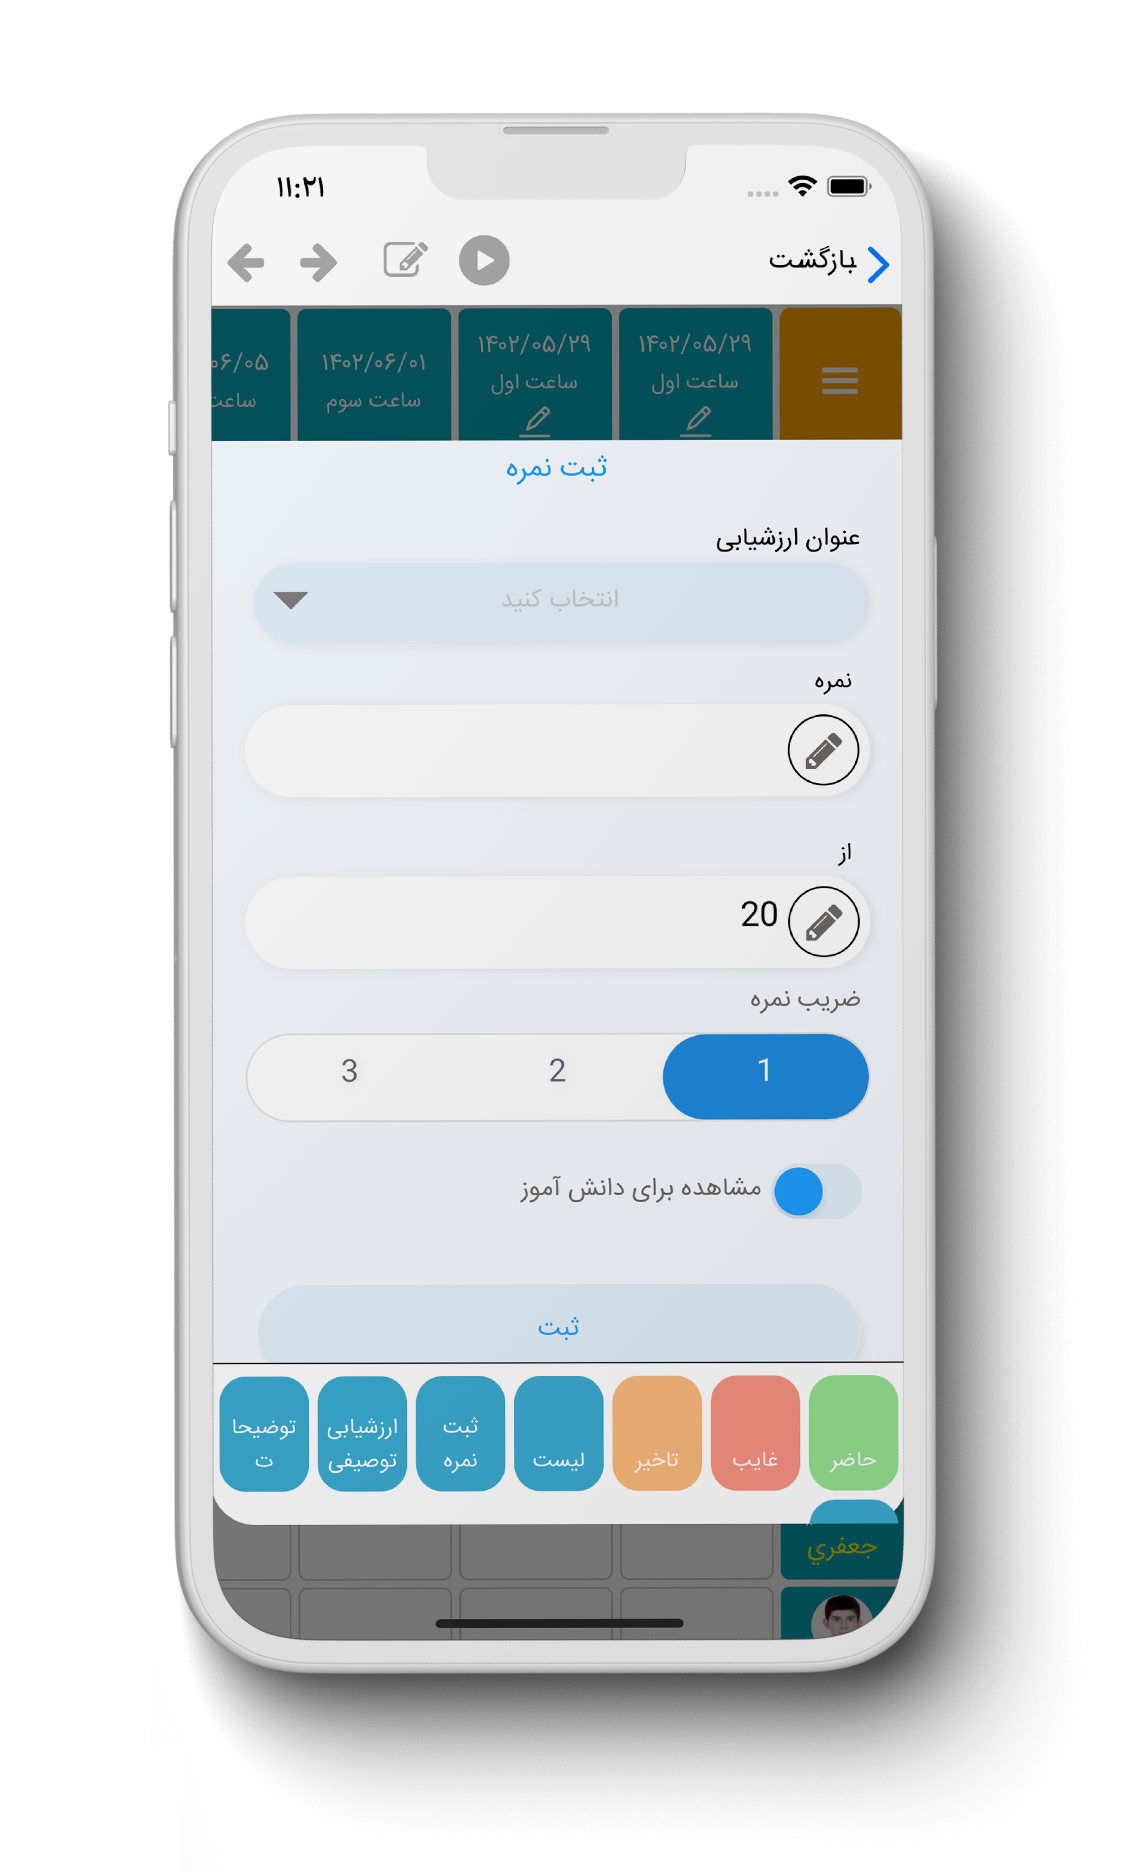 ۱۱:۲۱
بازگشت
۱۴۰۲/۰۵/۲۹
ساعت اول
۱۴۰۲/۰۵/۲۹
ساعت اول
۱۴۰۲/۰۶/۰۱
ساعت سوم
۰۶/۰۵
ساعت
ثبت نمره
عنوان ارزشیابی
انتخاب کنید
نمره
از
20
ضریب نمره
1 2 3
مشاهده برای دانش آموز
ثبت
حاضر
غایب
تاخیر
لیست
ثبت
نمره
ارزشیابی
توصیفی
توضیحا
ت
جعفري